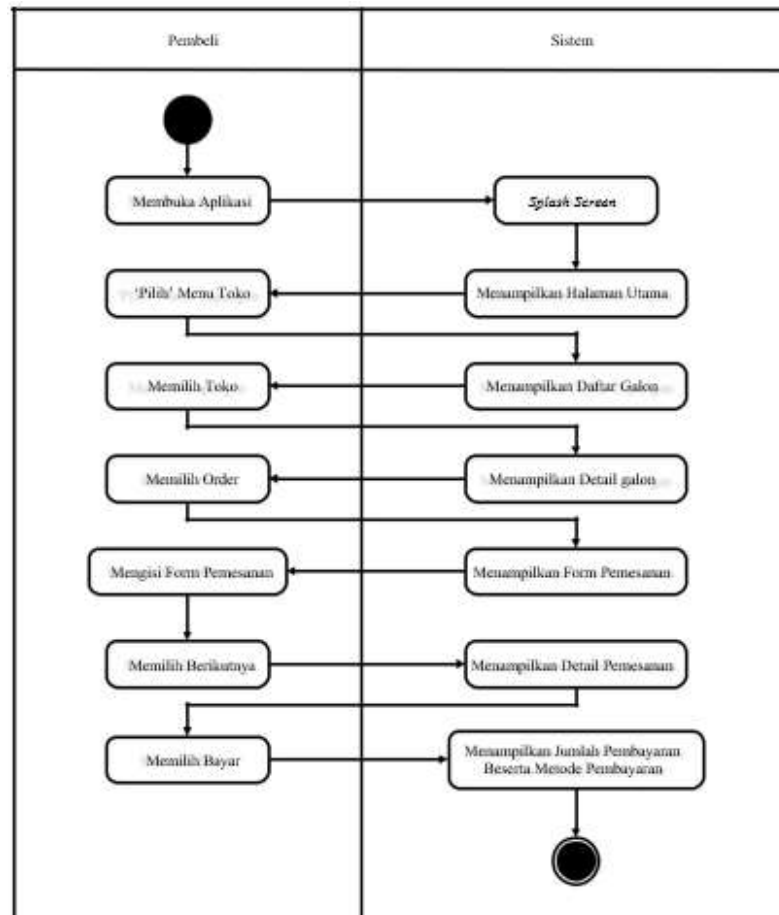 Pembeli
Sistem
Membuka Aplikasi
Splash Screen
'Pilih' Menu Toko
Menampilkan Halaman Utama
Memilih Toko
Menampilkan Daftar Galon
Memilih Order
Menampilkan Detail galon
Mengisi Form Pemesanan
Menampilkan Form Pemesanan
Memilih Berikutnya
Menampilkan Detail Pemesanan
Memilih Bayar
Menampilkan Jumlah Pembayaran
Beserta Metode Pembayaran